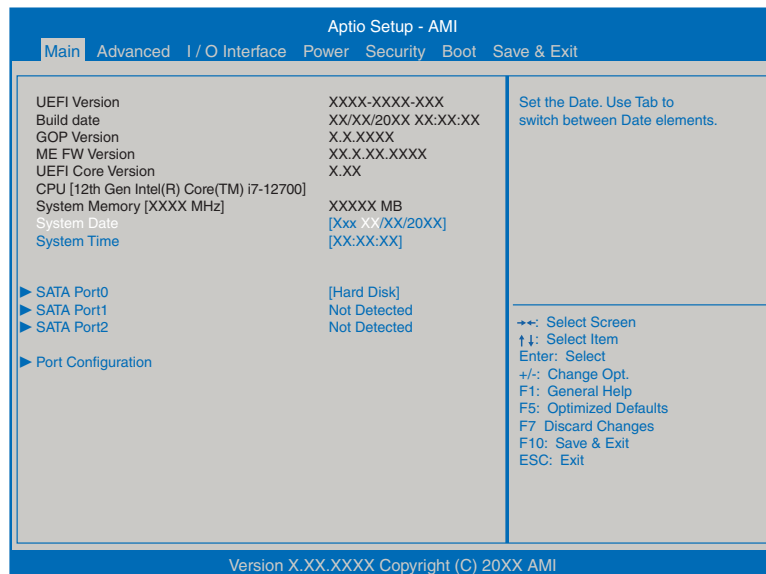 Aptio Setup - AMI
Main Advanced I / O Interface Power Security Boot Save & Exit
UEFI Version XXXX-XXXX-XXX
Build date XX/XX/20XX XX:XX:XX
GOP Version X.X.XXXX
ME FW Version XX.X.XX.XXXX
UEFI Core Version X.XX
CPU [12th Gen Intel(R) Core(TM) i7-12700]
System Memory [XXXX MHz] XXXXX MB
System Date [Xxx XX/XX/20XX]
System Time [XX:XX:XX]
▶ SATA Port0 [Hard Disk]
▶ SATA Port1 Not Detected
▶ SATA Port2 Not Detected
▶ Port Configuration
Set the Date. Use Tab to
switch between Date elements.
→←: Select Screen
↑↓: Select Item
Enter: Select
+/-: Change Opt.
F1: General Help
F5: Optimized Defaults
F7 Discard Changes
F10: Save & Exit
ESC: Exit
Version X.XX.XXXX Copyright (C) 20XX AMI